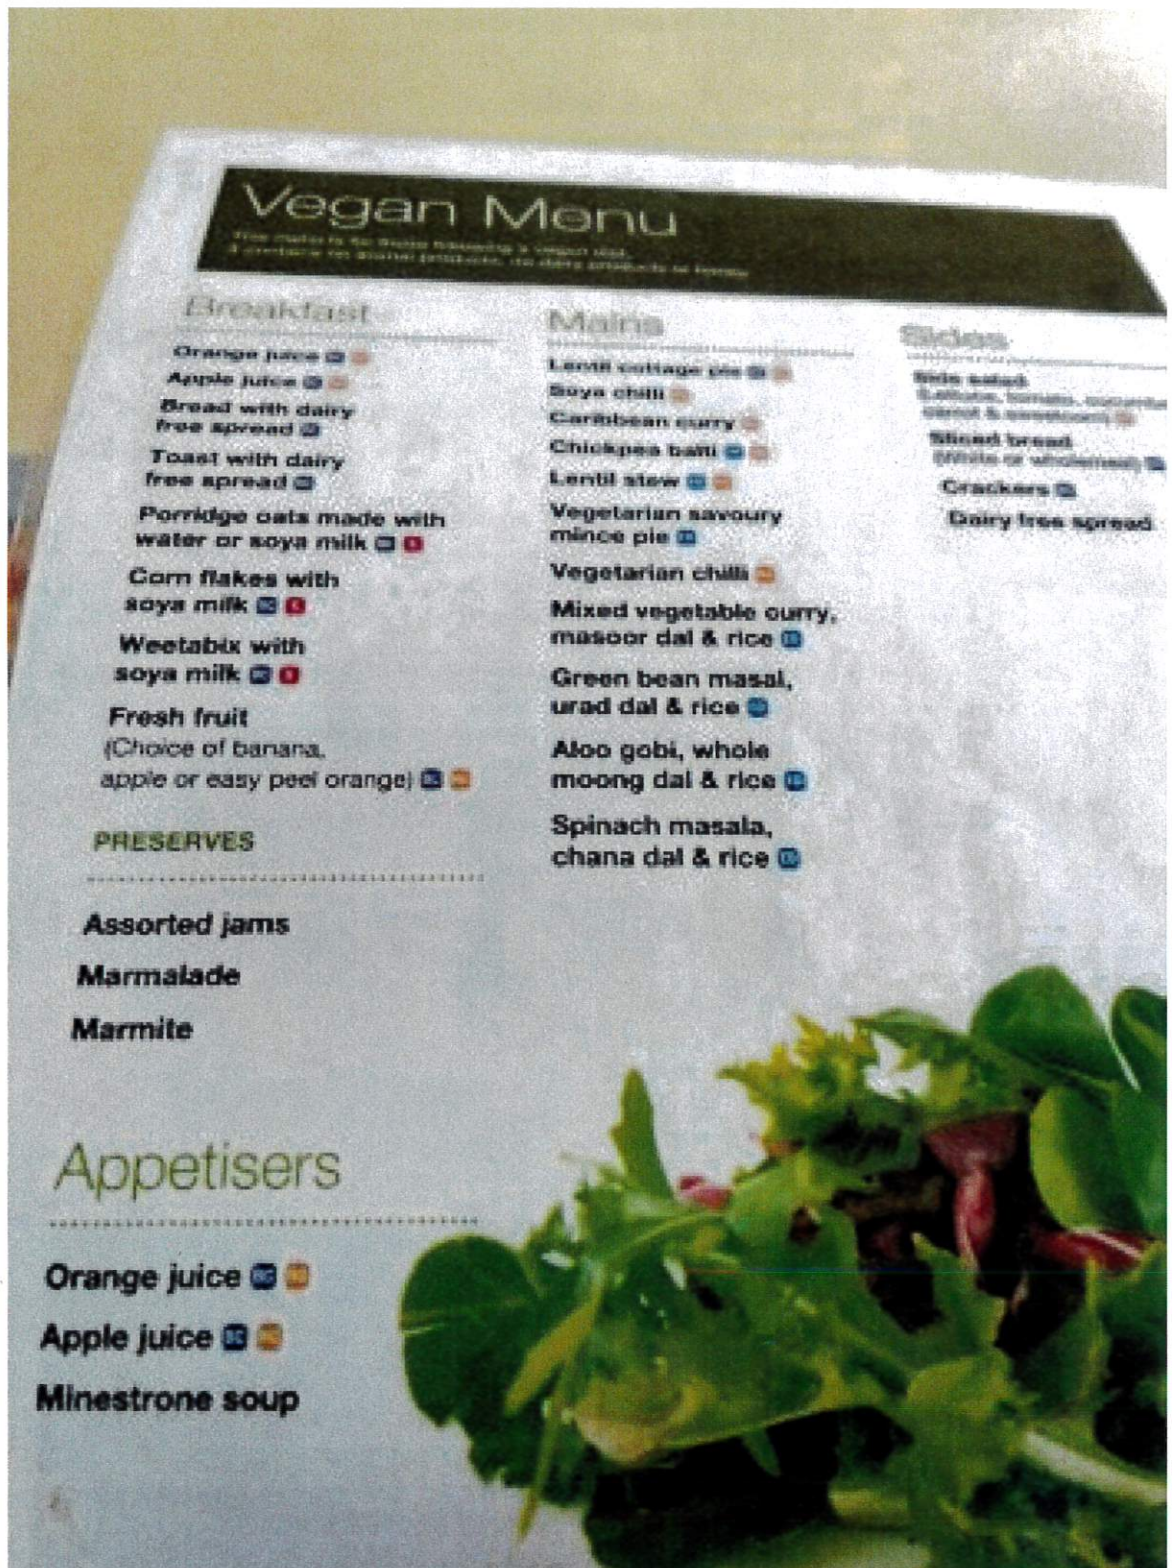 Vegan Menu
Breakfast
Orange juice
Apple juice
Bread with dairy
free spread
Toast with dairy
free spread
Porridge oats made with
water or soya milk
Corn flakes with
soya milk
Weetabix with
soya milk
Fresh fruit
(Choice of banana,
apple or easy peel orange)
PRESERVES
Assorted jams
Marmalade
Marmite
Appetisers
Orange juice
Apple juice
Minestrone soup
Mains
Lentil cottage pie
Soya chilli
Caribbean curry
Chickpea balti
Lentil stew
Vegetarian savoury
mince pie
Vegetarian chilli
Mixed vegetable curry,
masoor dal & rice
Green bean masal,
urad dal & rice
Aloo gobi, whole
moong dal & rice
Spinach masala,
chana dal & rice
Sides
Side salad
Sliced bread
Crackers
Dairy free spread